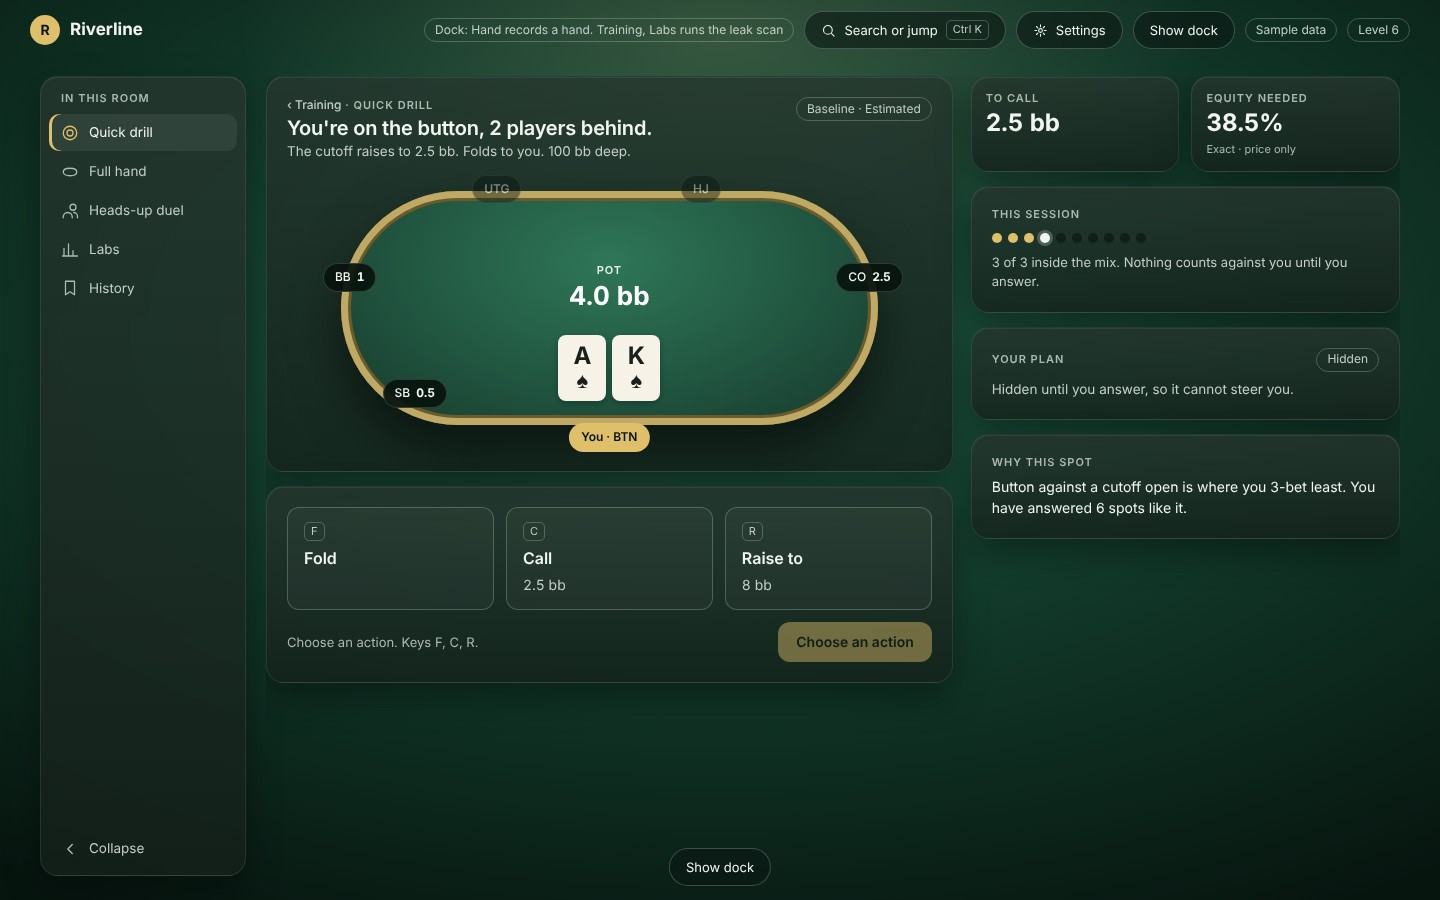 R Riverline
Dock: Hand records a hand. Training, Labs runs the leak scan
Search or jump Ctrl K
Settings
Show dock
Sample data
Level 6
IN THIS ROOM
Quick drill
Full hand
Heads-up duel
Labs
History
Collapse
‹ Training · QUICK DRILL
Baseline · Estimated
You're on the button, 2 players behind.
The cutoff raises to 2.5 bb. Folds to you. 100 bb deep.
UTG
HJ
BB 1
CO 2.5
POT
4.0 bb
A♠ K♠
SB 0.5
You · BTN
F
Fold
C
Call
2.5 bb
R
Raise to
8 bb
Choose an action. Keys F, C, R.
Choose an action
TO CALL
2.5 bb
EQUITY NEEDED
38.5%
Exact · price only
THIS SESSION
3 of 3 inside the mix. Nothing counts against you until you
answer.
YOUR PLAN
Hidden
Hidden until you answer, so it cannot steer you.
WHY THIS SPOT
Button against a cutoff open is where you 3-bet least. You
have answered 6 spots like it.
Show dock